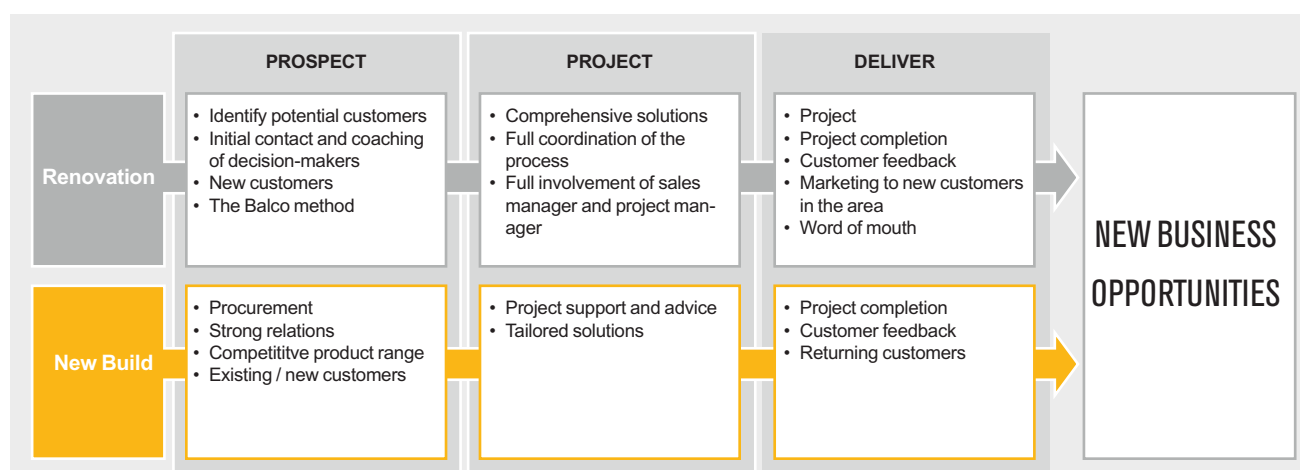 PROSPECT
PROJECT
DELIVER
Renovation
• Identify potential customers
• Initial contact and coaching
of decision-makers
• New customers
• The Balco method
• Comprehensive solutions
• Full coordination of the
process
• Full involvement of sales
manager and project man-
ager
• Project
• Project completion
• Customer feedback
• Marketing to new customers
in the area
• Word of mouth
New Build
• Procurement
• Strong relations
• Competititve product range
• Existing / new customers
• Project support and advice
• Tailored solutions
• Project completion
• Customer feedback
• Returning customers
NEW BUSINESS
OPPORTUNITIES